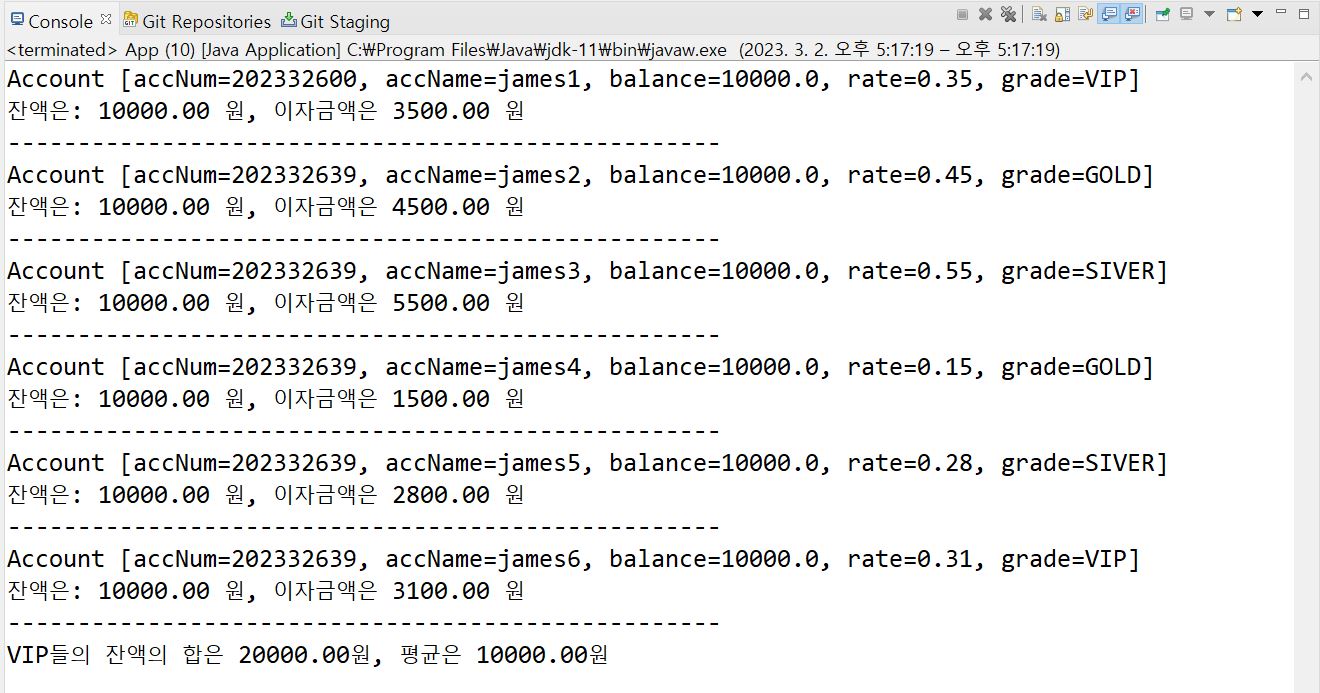 Console Git Repositories Git Staging
<terminated> App (10) [Java Application] C:₩Program Files₩Java₩jdk-11₩bin₩javaw.exe (2023. 3. 2. 오후 5:17:19 – 오후 5:17:19)
Account [accNum=202332600, accName=james1, balance=10000.0, rate=0.35, grade=VIP]
잔액은: 10000.00 원, 이자금액은 3500.00 원
---------------------------------------------------
Account [accNum=202332639, accName=james2, balance=10000.0, rate=0.45, grade=GOLD]
잔액은: 10000.00 원, 이자금액은 4500.00 원
---------------------------------------------------
Account [accNum=202332639, accName=james3, balance=10000.0, rate=0.55, grade=SIVER]
잔액은: 10000.00 원, 이자금액은 5500.00 원
---------------------------------------------------
Account [accNum=202332639, accName=james4, balance=10000.0, rate=0.15, grade=GOLD]
잔액은: 10000.00 원, 이자금액은 1500.00 원
---------------------------------------------------
Account [accNum=202332639, accName=james5, balance=10000.0, rate=0.28, grade=SIVER]
잔액은: 10000.00 원, 이자금액은 2800.00 원
---------------------------------------------------
Account [accNum=202332639, accName=james6, balance=10000.0, rate=0.31, grade=VIP]
잔액은: 10000.00 원, 이자금액은 3100.00 원
---------------------------------------------------
VIP들의 잔액의 합은 20000.00원, 평균은 10000.00원